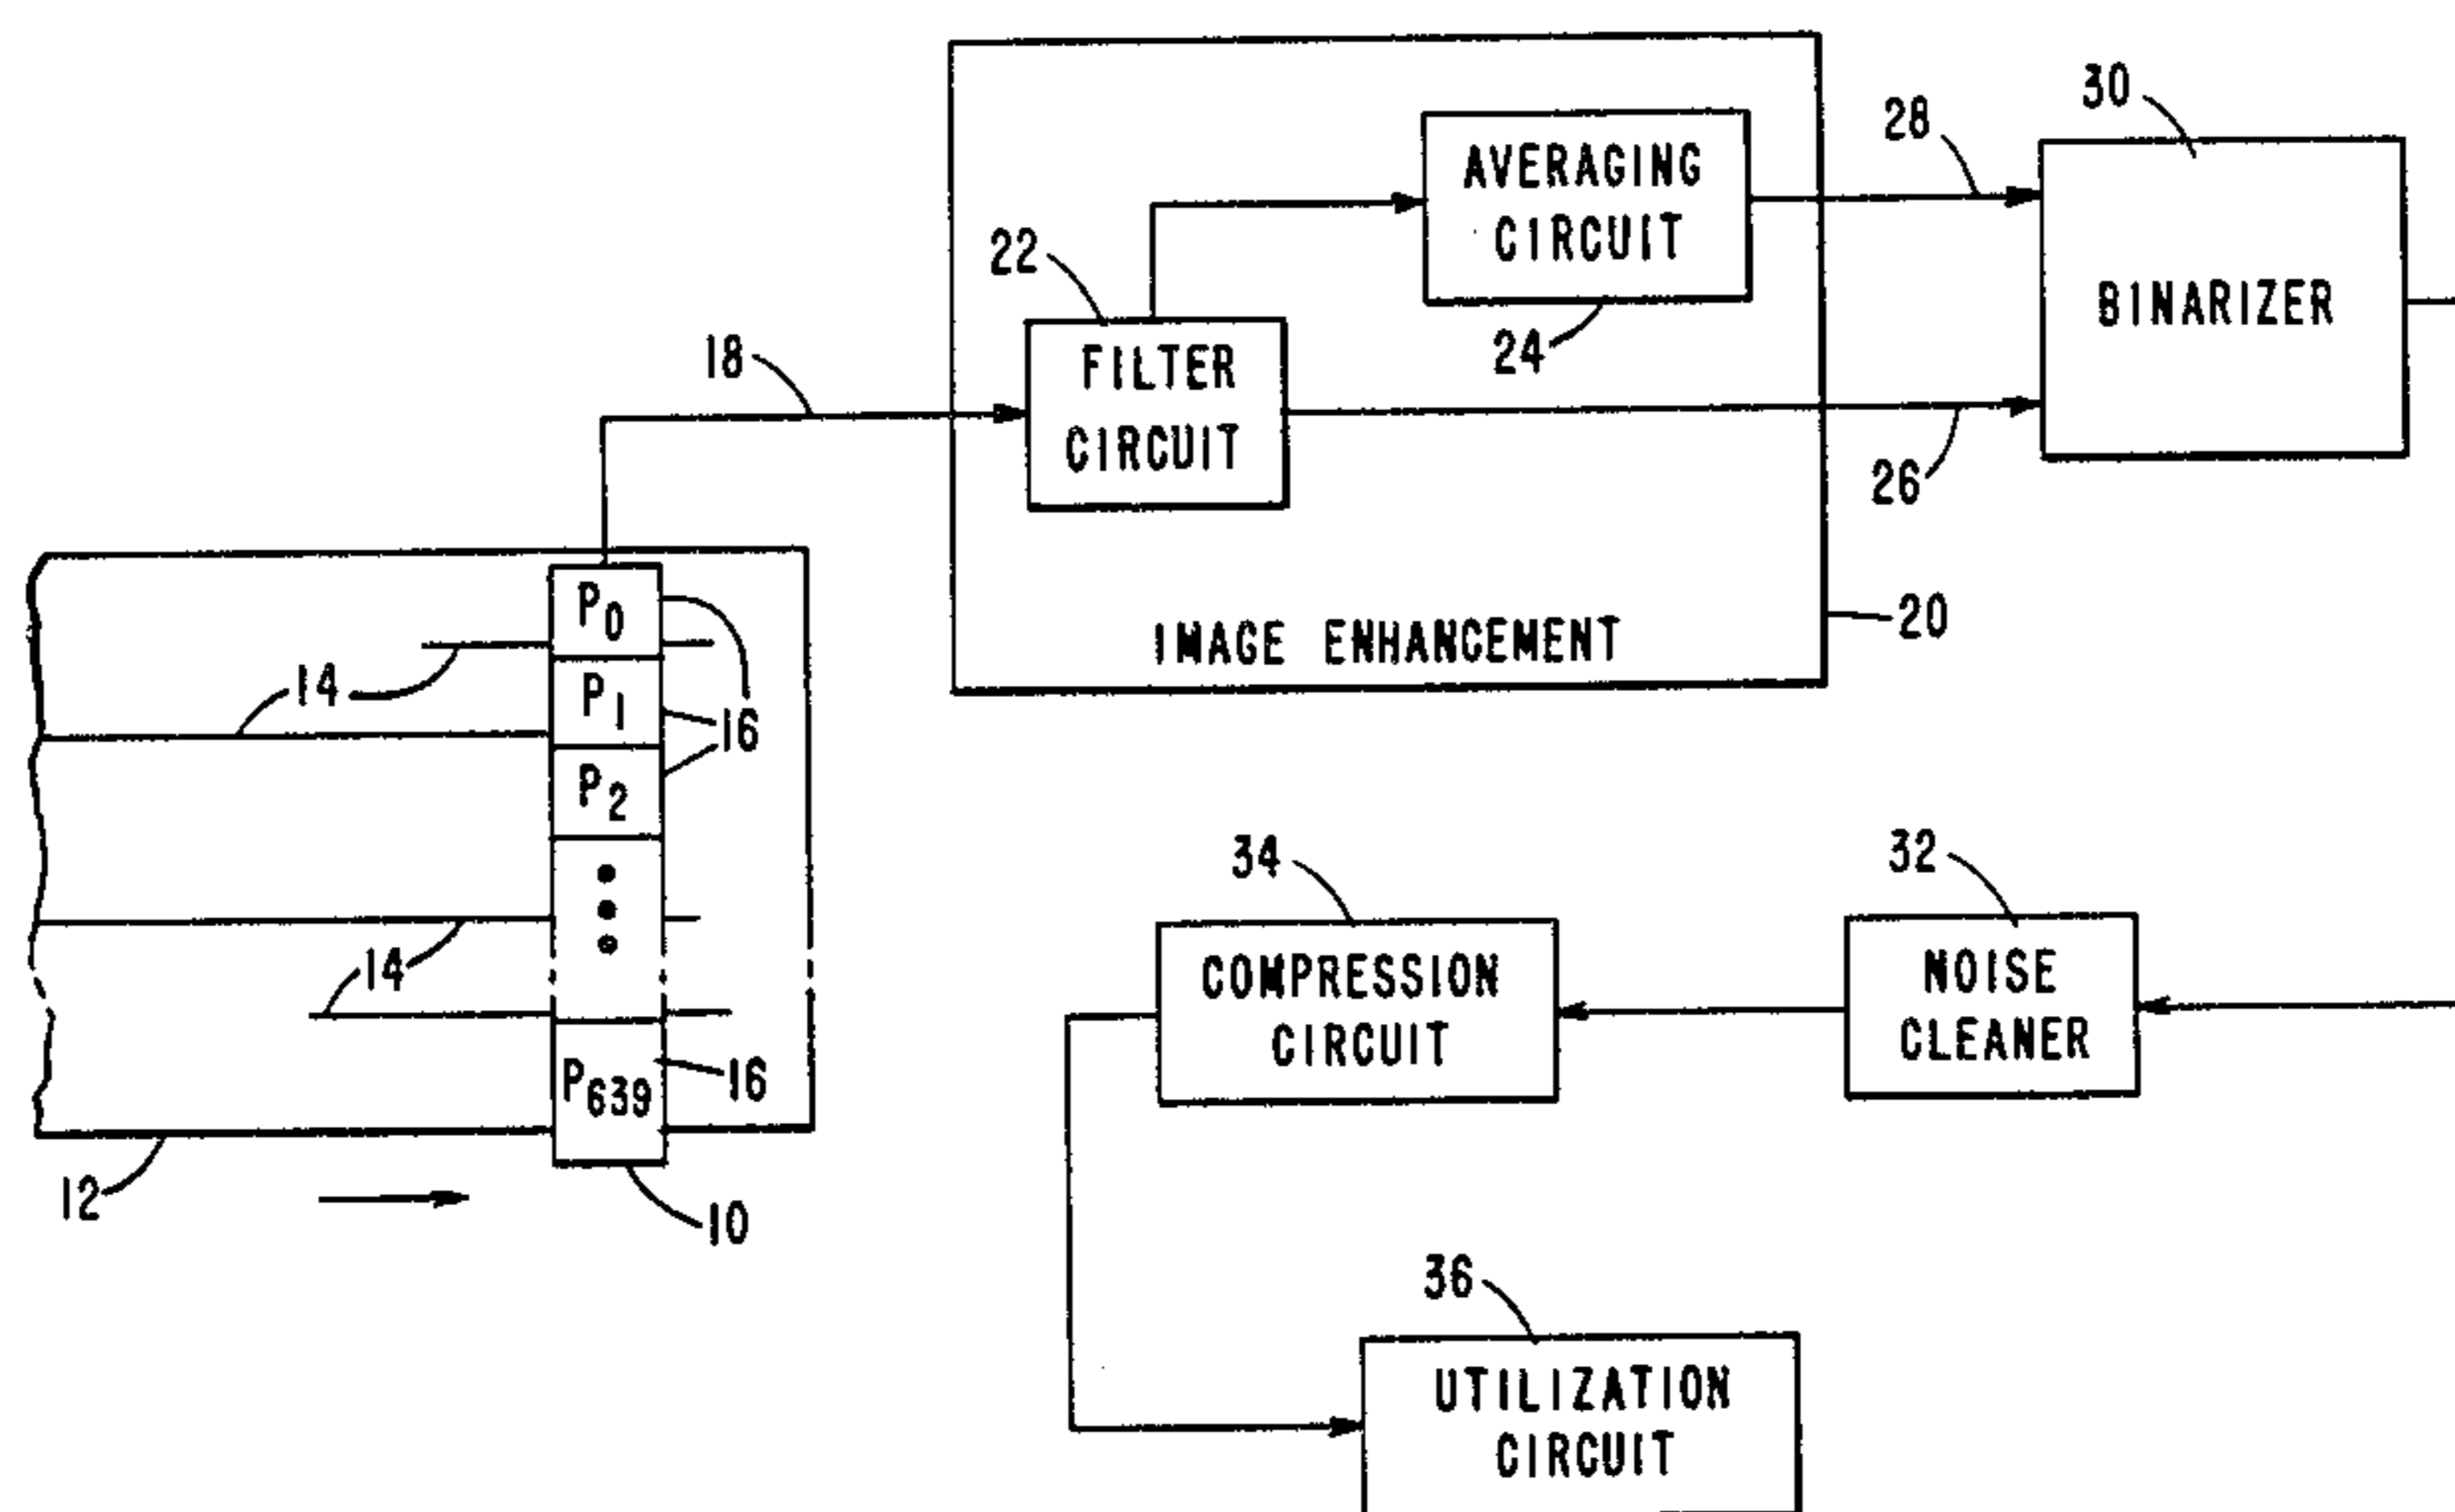 30
28
AVERAGING
CIRCUIT
22
BINARIZER
24
18
FILTER
CIRCUIT
26
IMAGE ENHANCEMENT
20
P0
14
P1
16
P2
34
32
COMPRESSION
CIRCUIT
NOISE
CLEANER
14
P639
16
12
10
36
UTILIZATION
CIRCUIT